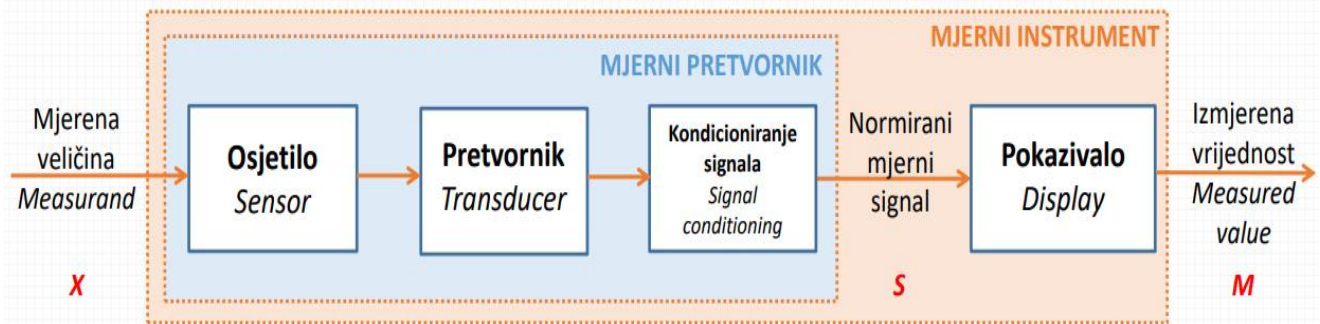 MJERNI INSTRUMENT
MJERNI PRETVORNIK
Mjerena
veličina
Measurand
X
Osjetilo
Sensor
Pretvornik
Transducer
Kondicioniranje
signala
Signal
conditioning
Normirani
mjerni
signal
S
Pokazivalo
Display
Izmjerena
vrijednost
Measured
value
M